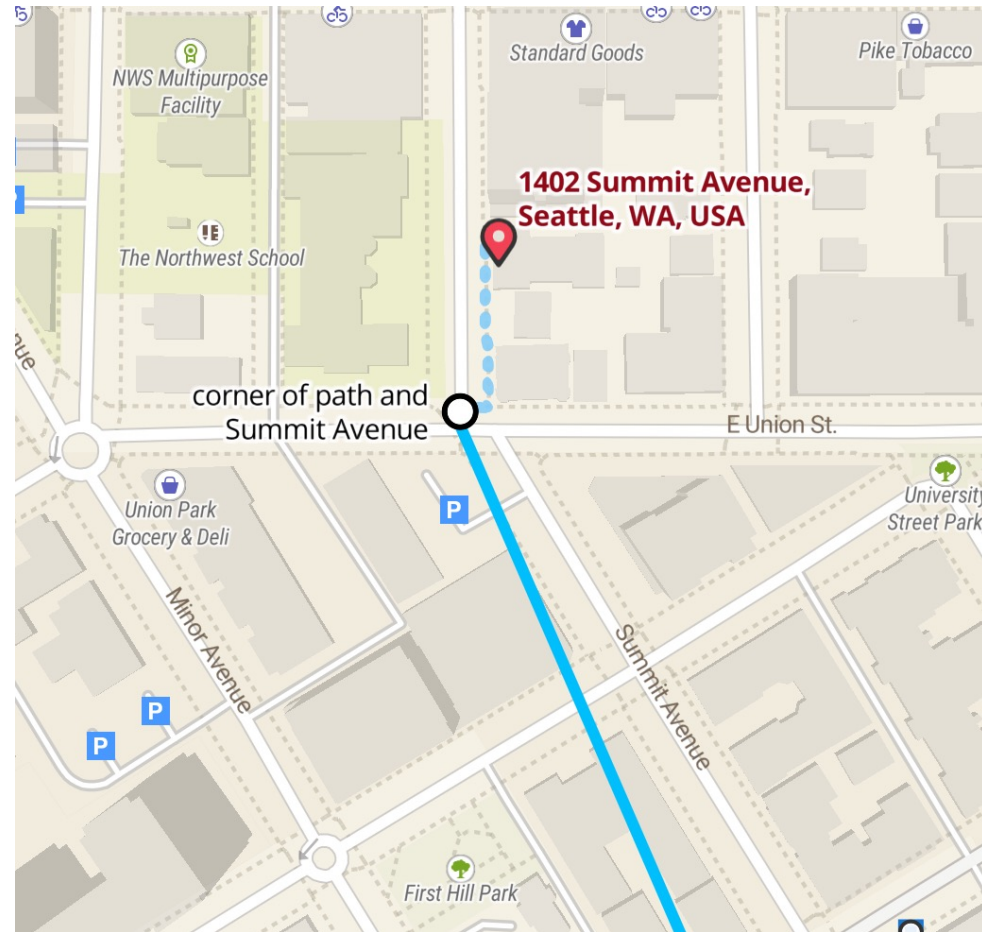 Standard Goods
Pike Tobacco
NWS Multipurpose
Facility
1402 Summit Avenue,
Seattle, WA, USA
The Northwest School
corner of path and
Summit Avenue
E Union St.
Union Park
Grocery & Deli
P
University
Street Park
Minor Avenue
Summit Avenue
P
P
First Hill Park